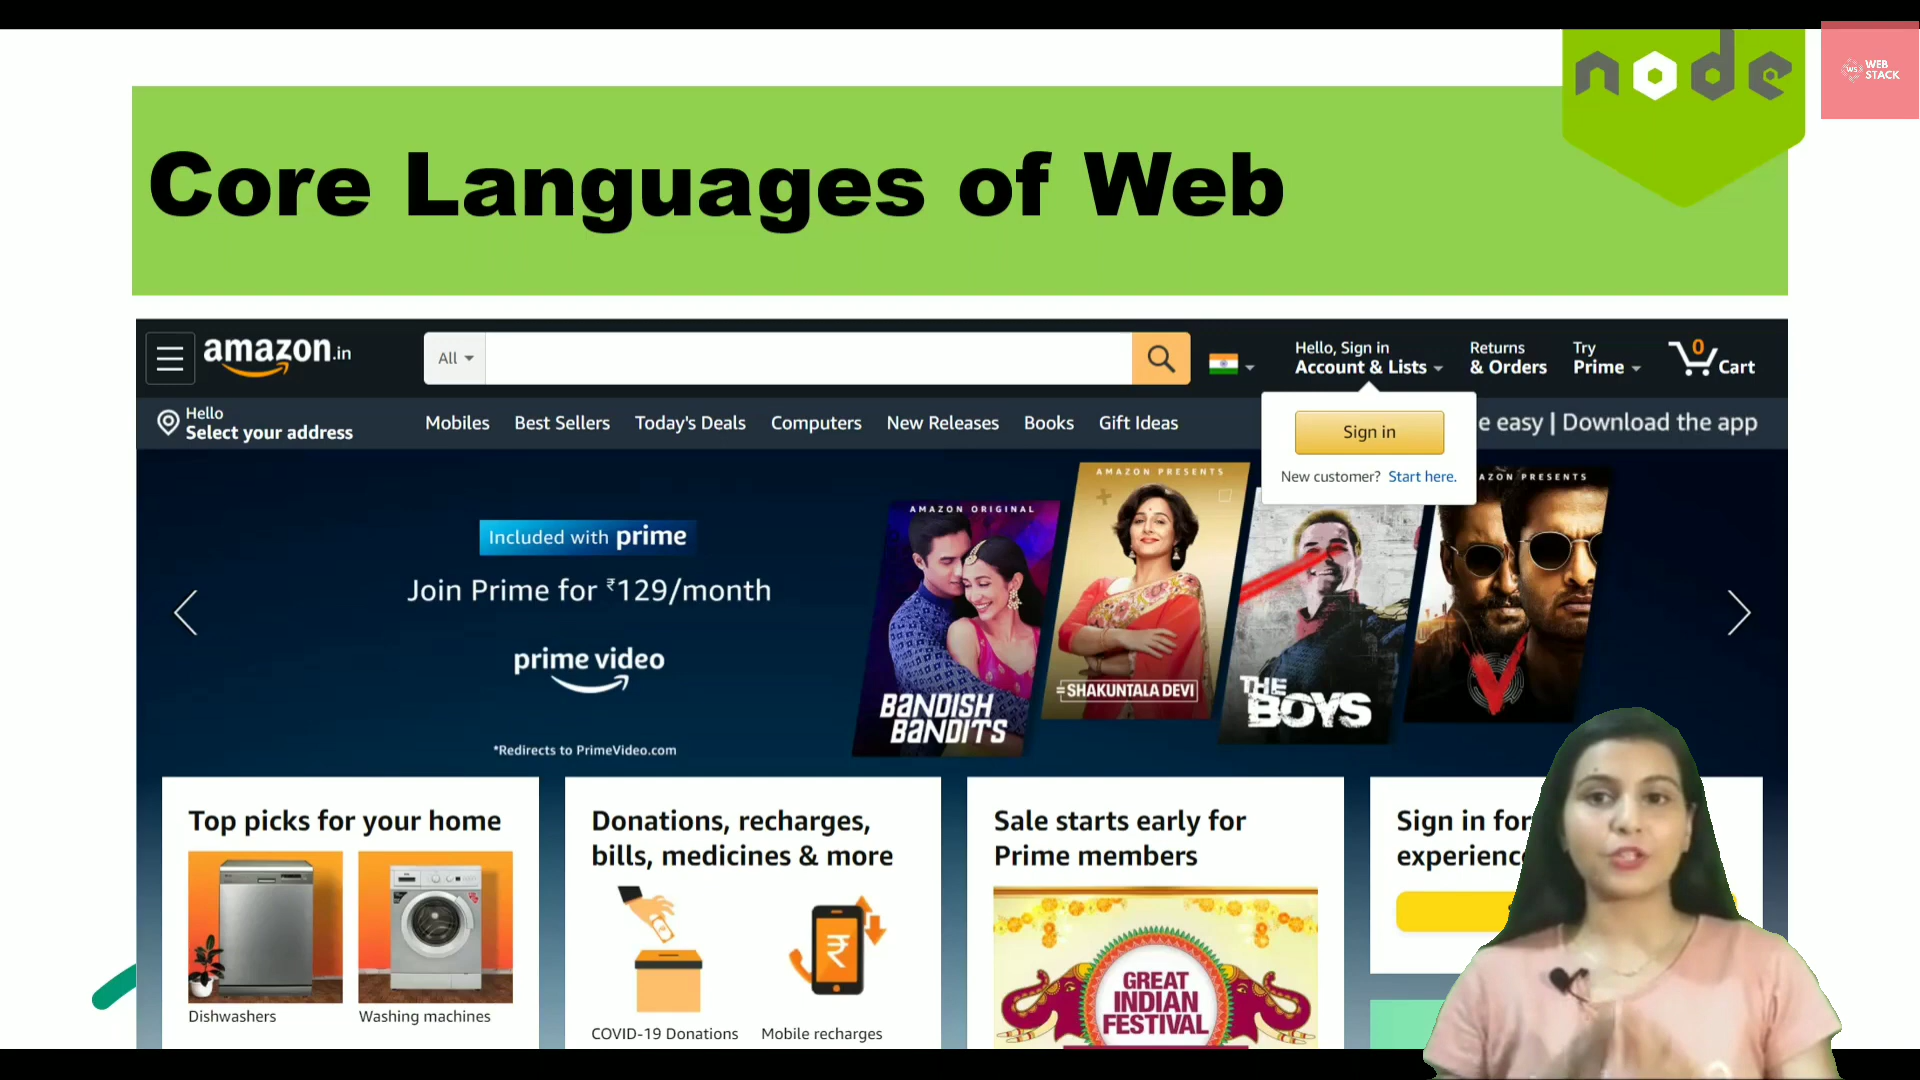 node
WS WEB
STACK
Core Languages of Web
amazon.in
All
Hello, Sign in
Account & Lists
Returns
& Orders
Try
Prime
0
Cart
Hello
Select your address
Mobiles
Best Sellers
Today's Deals
Computers
New Releases
Books
Gift Ideas
e easy | Download the app
Sign in
New customer? Start here.
Included with prime
Join Prime for ₹129/month
prime video
*Redirects to PrimeVideo.com
AMAZON ORIGINAL
BANDISH
BANDITS
AMAZON PRESENTS
SHAKUNTALA DEVI
THE
BOYS
AZON PRESENTS
V
Top picks for your home
Dishwashers
Washing machines
Donations, recharges,
bills, medicines & more
₹
COVID-19 Donations
Mobile recharges
Sale starts early for
Prime members
GREAT
INDIAN
FESTIVAL
Sign in for
experienc